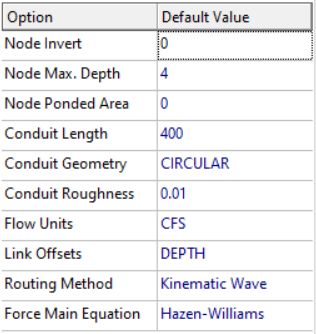 Option Default Value
Node Invert 0
Node Max. Depth 4
Node Ponded Area 0
Conduit Length 400
Conduit Geometry CIRCULAR
Conduit Roughness 0.01
Flow Units CFS
Link Offsets DEPTH
Routing Method Kinematic Wave
Force Main Equation Hazen-Williams